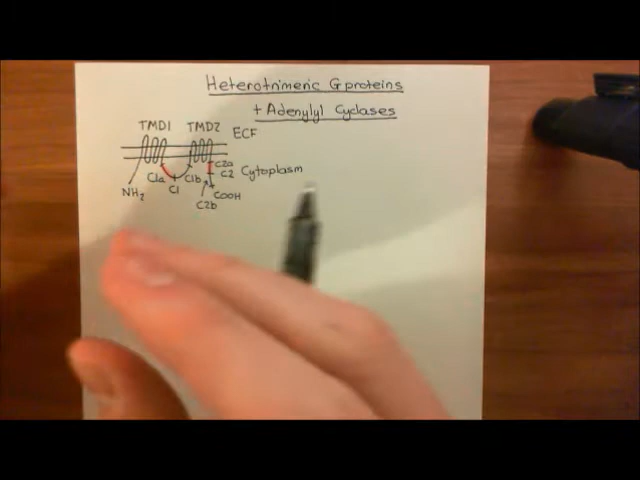 Heterotrimeric G proteins
+ Adenylyl Cyclases
TMD1 TMD2 ECF
C2a
C1a C1b C2 Cytoplasm
NH2 C1 COOH
C2b